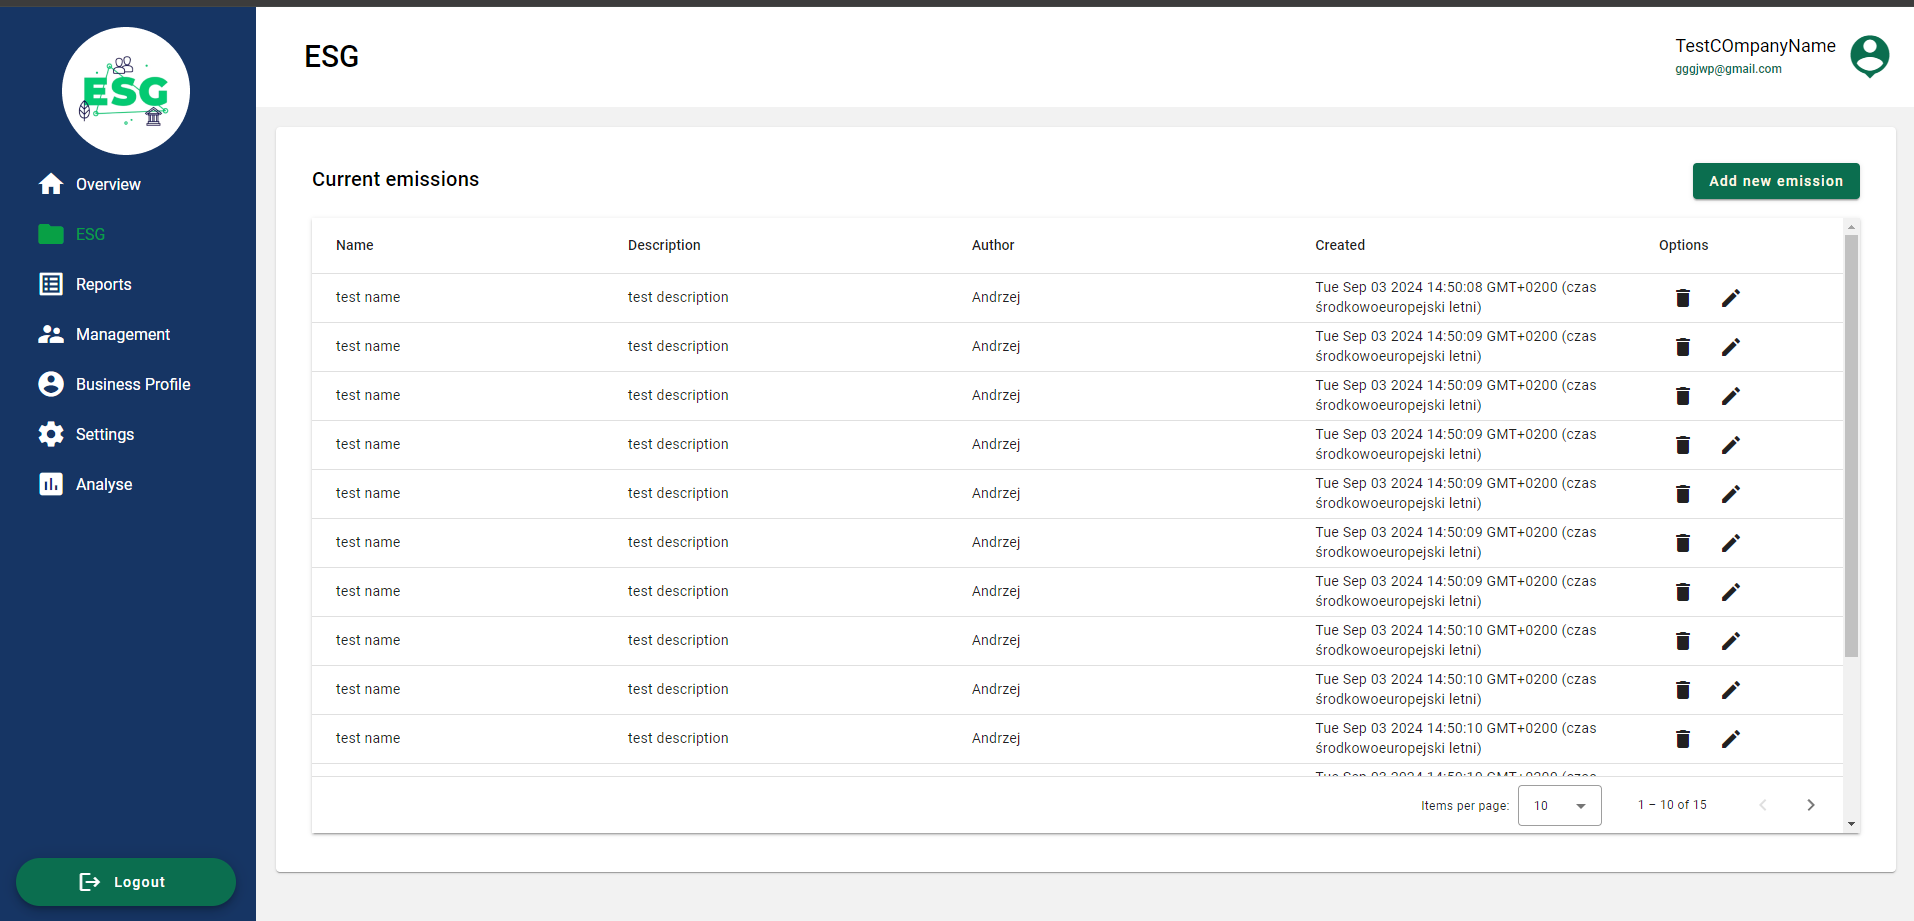 ESG
ESG
TestCOmpanyName
gggjwp@gmail.com
Overview
ESG
Reports
Management
Business Profile
Settings
Analyse
Logout
Current emissions
Add new emission
Name Description Author Created Options
test name test description Andrzej Tue Sep 03 2024 14:50:08 GMT+0200 (czas
środkowoeuropejski letni)
test name test description Andrzej Tue Sep 03 2024 14:50:09 GMT+0200 (czas
środkowoeuropejski letni)
test name test description Andrzej Tue Sep 03 2024 14:50:09 GMT+0200 (czas
środkowoeuropejski letni)
test name test description Andrzej Tue Sep 03 2024 14:50:09 GMT+0200 (czas
środkowoeuropejski letni)
test name test description Andrzej Tue Sep 03 2024 14:50:09 GMT+0200 (czas
środkowoeuropejski letni)
test name test description Andrzej Tue Sep 03 2024 14:50:09 GMT+0200 (czas
środkowoeuropejski letni)
test name test description Andrzej Tue Sep 03 2024 14:50:09 GMT+0200 (czas
środkowoeuropejski letni)
test name test description Andrzej Tue Sep 03 2024 14:50:10 GMT+0200 (czas
środkowoeuropejski letni)
test name test description Andrzej Tue Sep 03 2024 14:50:10 GMT+0200 (czas
środkowoeuropejski letni)
test name test description Andrzej Tue Sep 03 2024 14:50:10 GMT+0200 (czas
środkowoeuropejski letni)
Items per page: 10 1 – 10 of 15